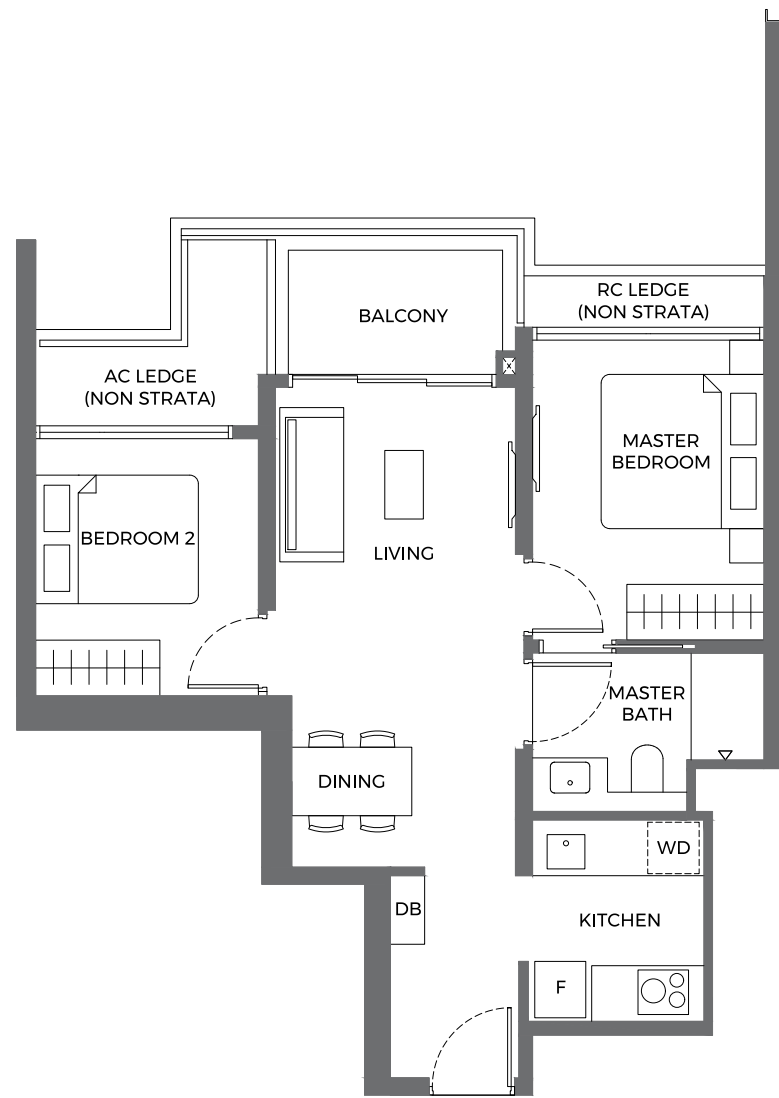 RC LEDGE
(NON STRATA)
BALCONY
AC LEDGE
(NON STRATA)
MASTER
BEDROOM
BEDROOM 2
LIVING
MASTER
BATH
DINING
WD
DB
KITCHEN
F